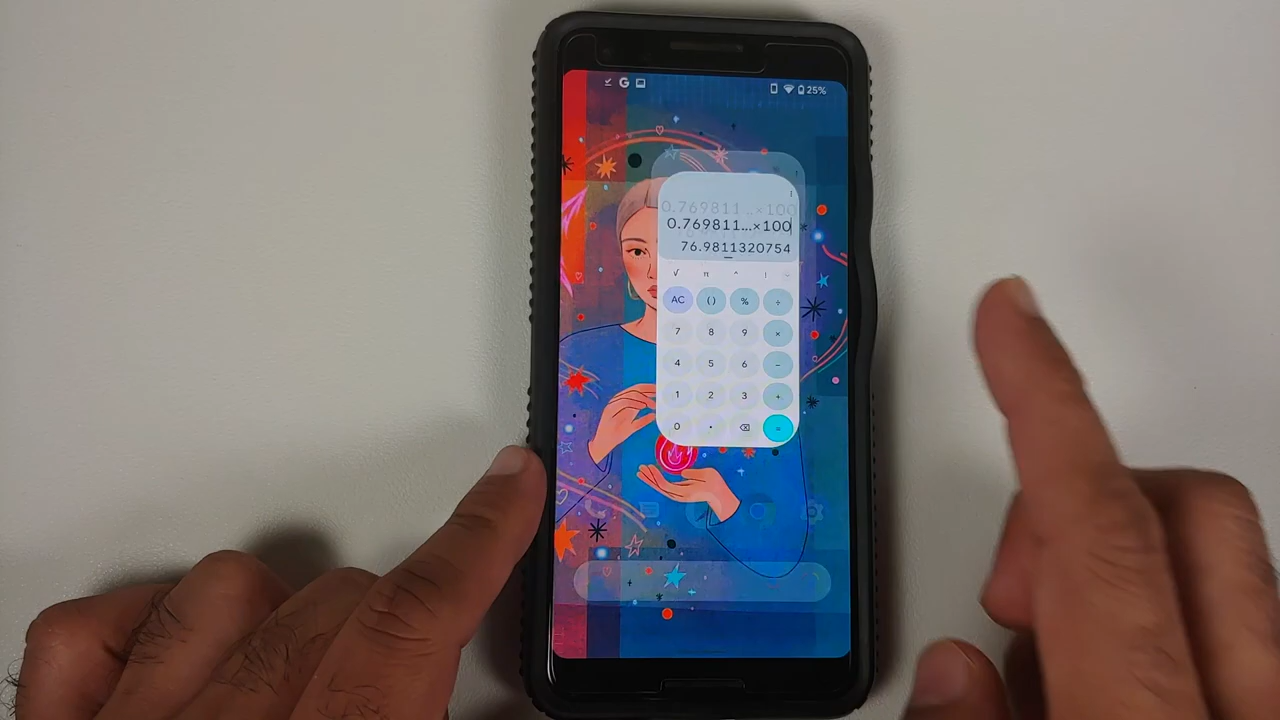 G 25%
0.769811...×100
0.769811...×100
76.9811320754
√ π ^ !
AC () % ÷
7 8 9 ×
4 5 6 −
1 2 3 +
0 . =